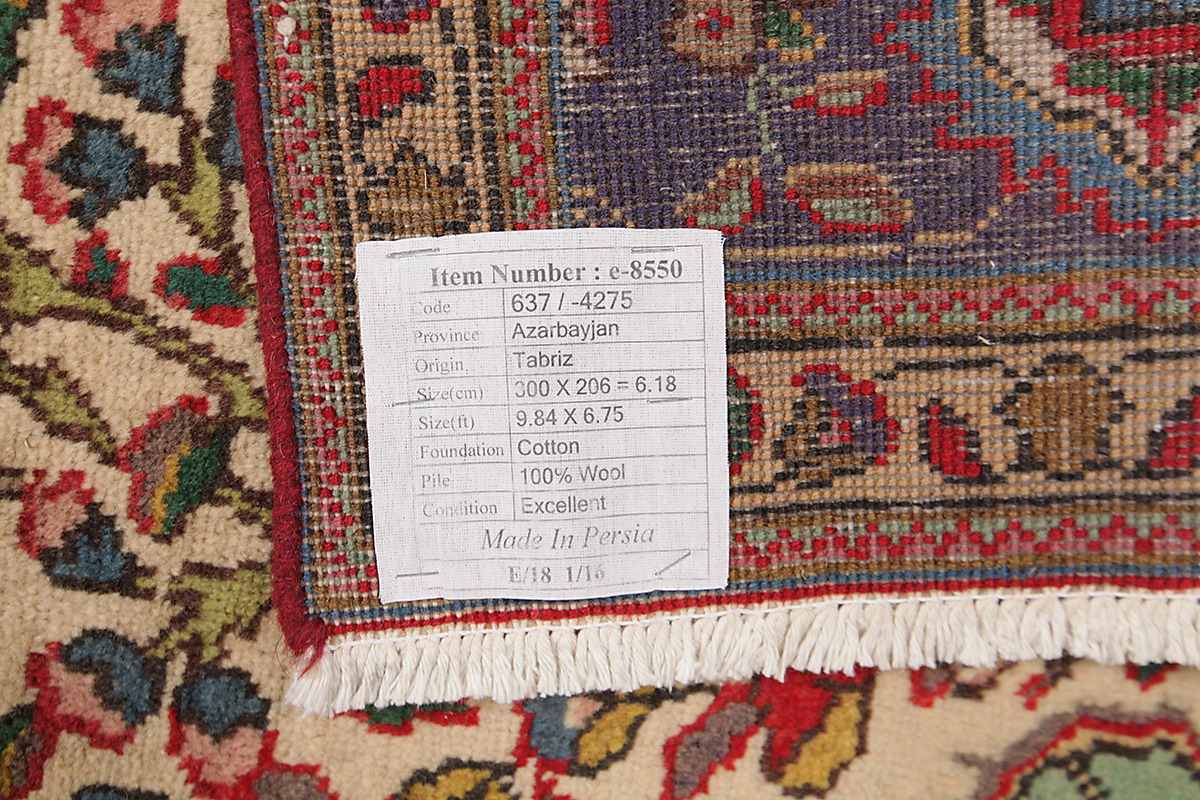 Item Number : e-8550
Code 637 / -4275
Province Azarbayjan
Origin Tabriz
Size(cm) 300 X 206 = 6.18
Size(ft) 9.84 X 6.75
Foundation Cotton
Pile 100% Wool
Condition Excellent
Made In Persia
E/18 1/16